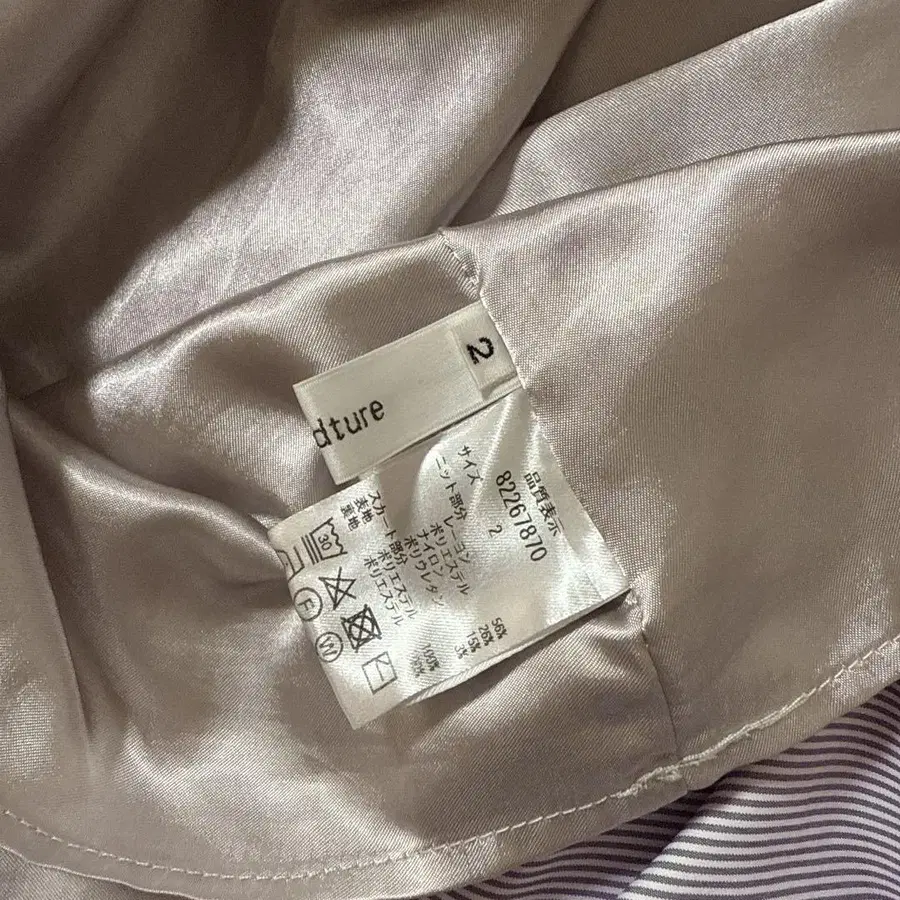 2
dture
品質表示
82267870
サイズ 2
ニット部分 レーヨン 56%
ポリエステル 26%
ナイロン 15%
ポリウレタン 3%
スカート部分
表地 ポリエステル 100%
裏地 ポリエステル
30
F
W